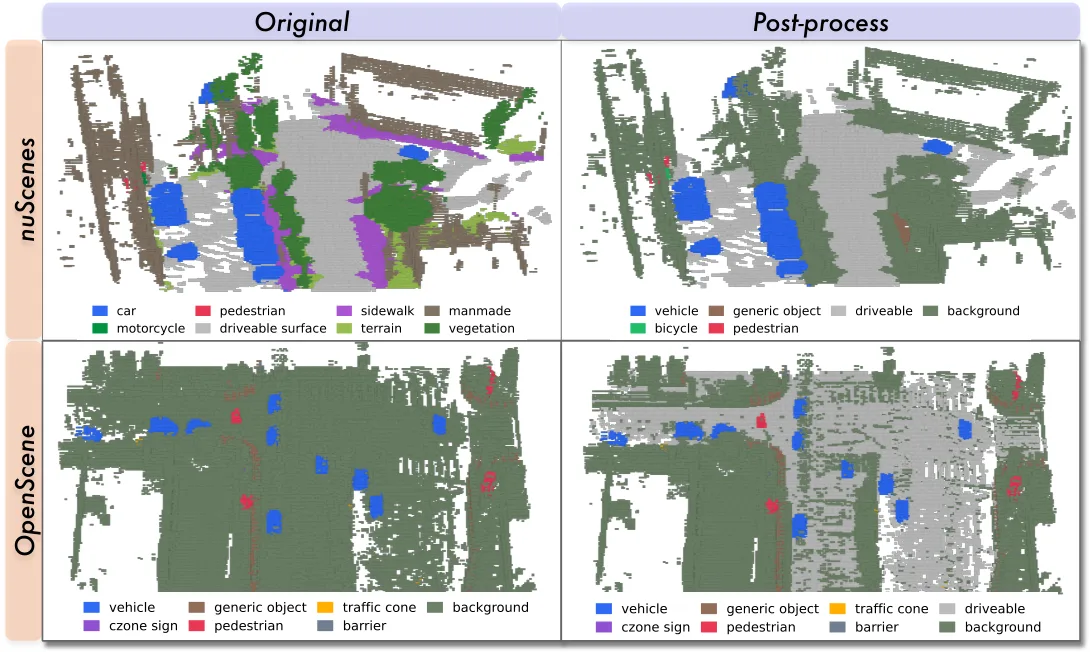 Original
Post-process
nuScenes
car
pedestrian
sidewalk
manmade
motorcycle
driveable surface
terrain
vegetation
vehicle
generic object
driveable
background
bicycle
pedestrian
OpenScene
vehicle
generic object
traffic cone
background
czone sign
pedestrian
barrier
vehicle
generic object
traffic cone
driveable
czone sign
pedestrian
barrier
background